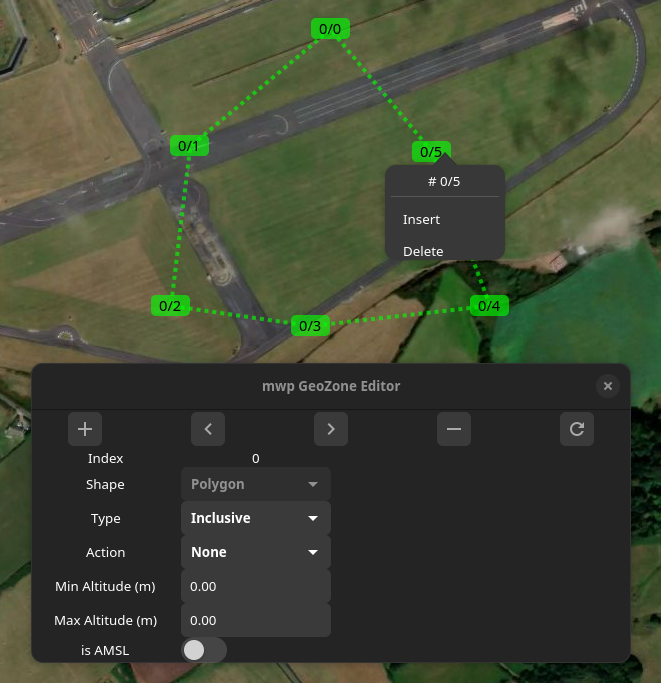 0/0
0/1
0/5
# 0/5
Insert
Delete
0/2
0/4
0/3
mwp GeoZone Editor
Index 0
Shape Polygon
Type Inclusive
Action None
Min Altitude (m) 0.00
Max Altitude (m) 0.00
is AMSL